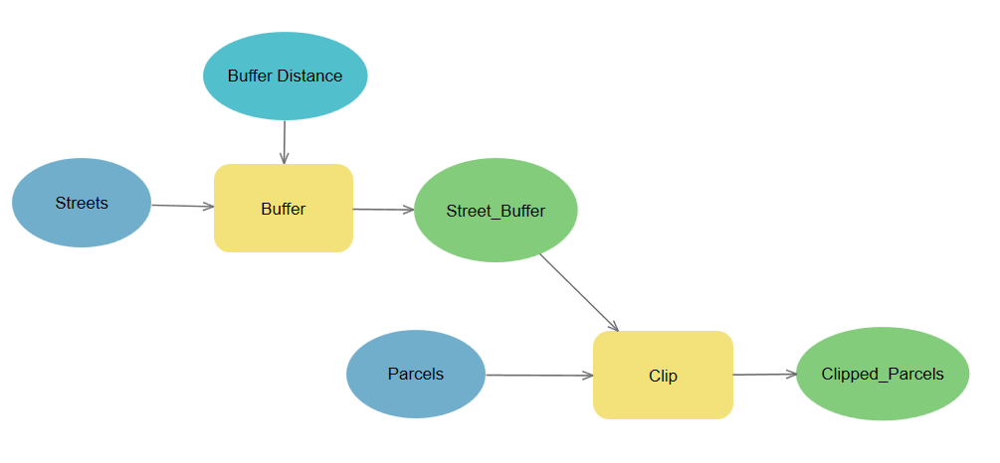 Buffer Distance
Streets
Buffer
Street_Buffer
Parcels
Clip
Clipped_Parcels